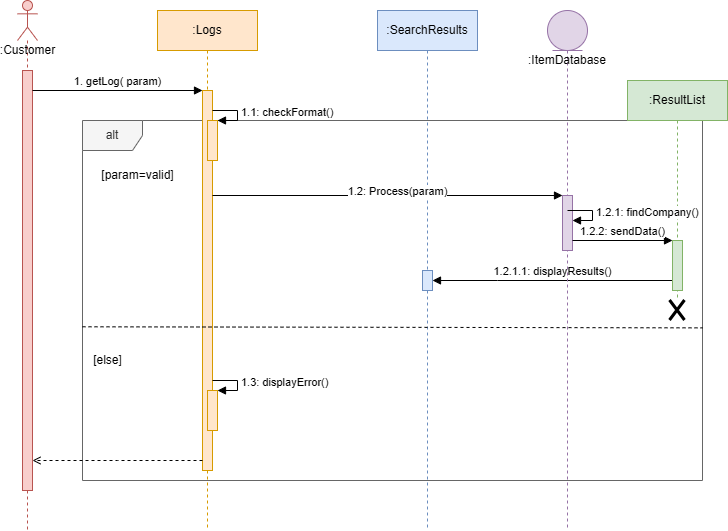 :Customer
:Logs
:SearchResults
:ItemDatabase
:ResultList
1. getLog( param)
1.1: checkFormat()
alt
[param=valid]
1.2: Process(param)
1.2.1: findCompany()
1.2.2: sendData()
1.2.1.1: displayResults()
[else]
1.3: displayError()